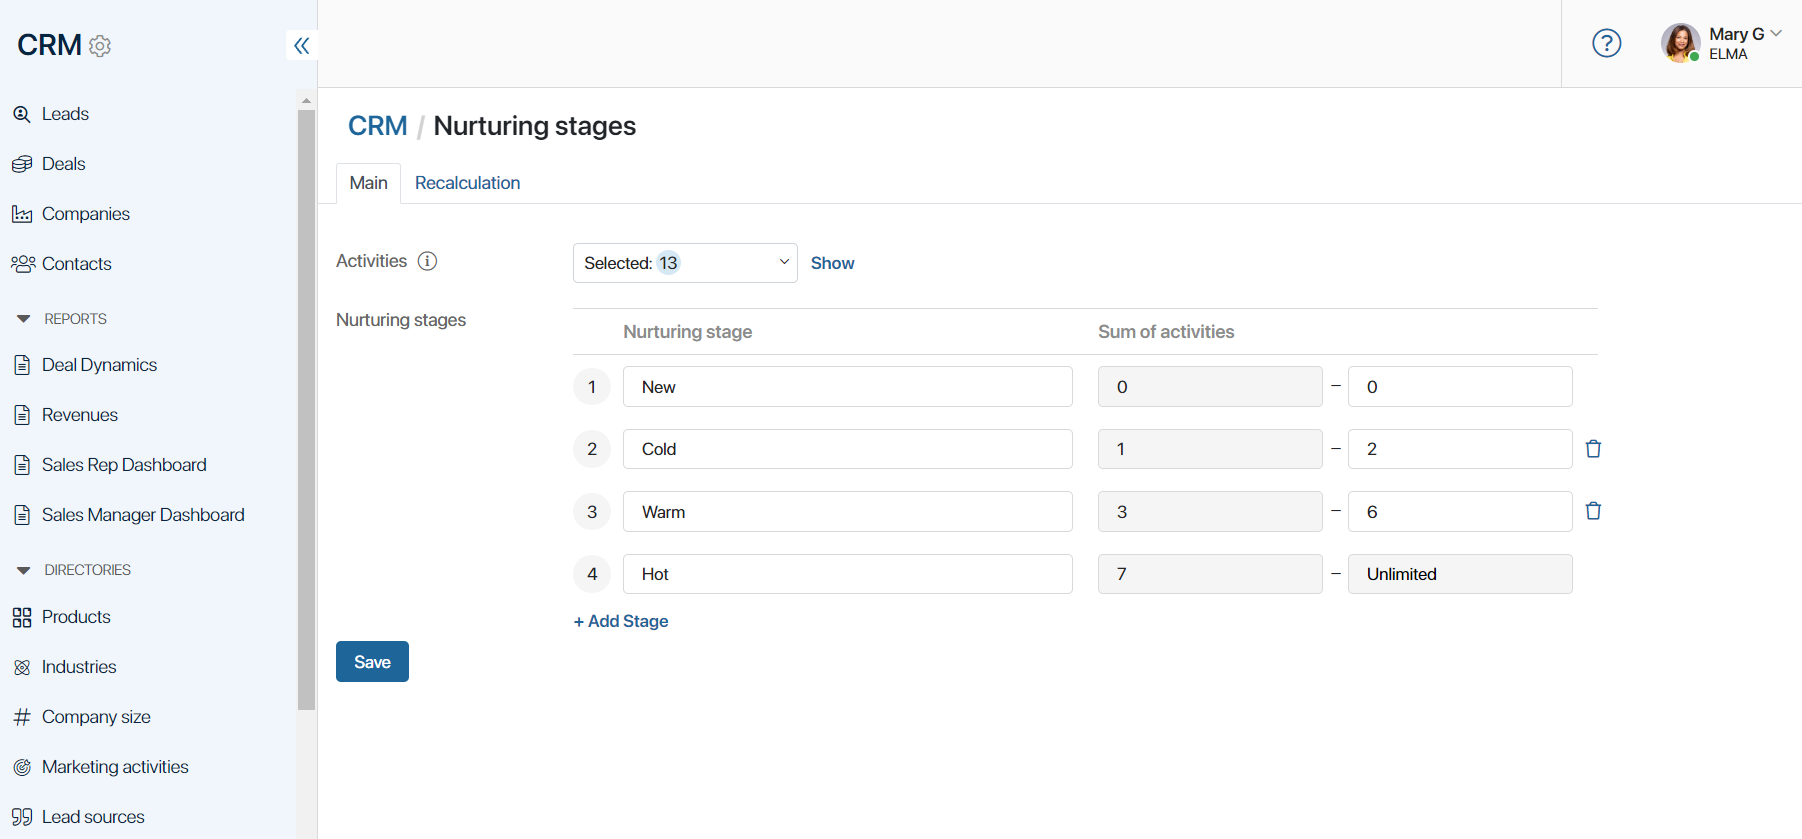 CRM
Leads
Deals
Companies
Contacts
REPORTS
Deal Dynamics
Revenues
Sales Rep Dashboard
Sales Manager Dashboard
DIRECTORIES
Products
Industries
Company size
Marketing activities
Lead sources
?
Mary G
ELMA
CRM / Nurturing stages
Main Recalculation
Activities i Selected: 13 Show
Nurturing stages
Nurturing stage Sum of activities
1 New 0 – 0
2 Cold 1 – 2
3 Warm 3 – 6
4 Hot 7 – Unlimited
+ Add Stage
Save